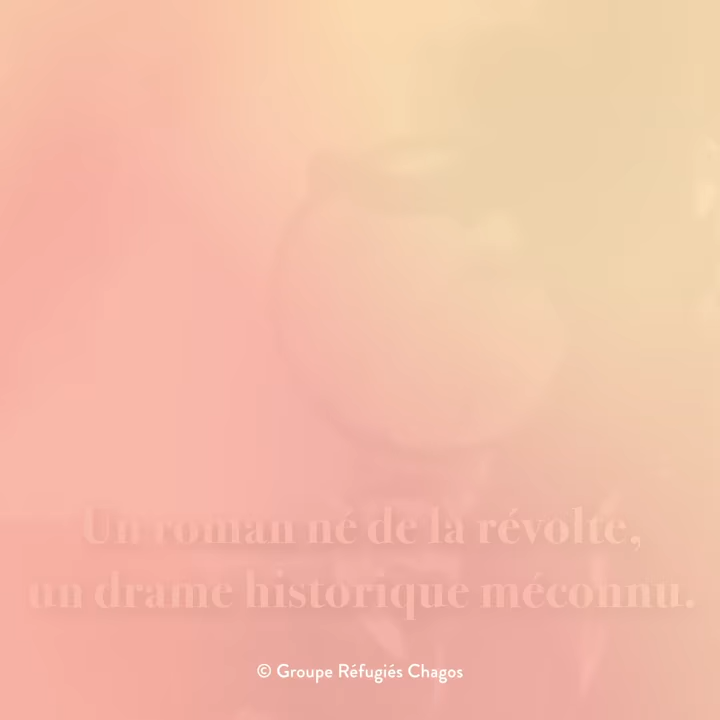 Un roman né de la révolte,
un drame historique méconnu.
© Groupe Réfugiés Chagos